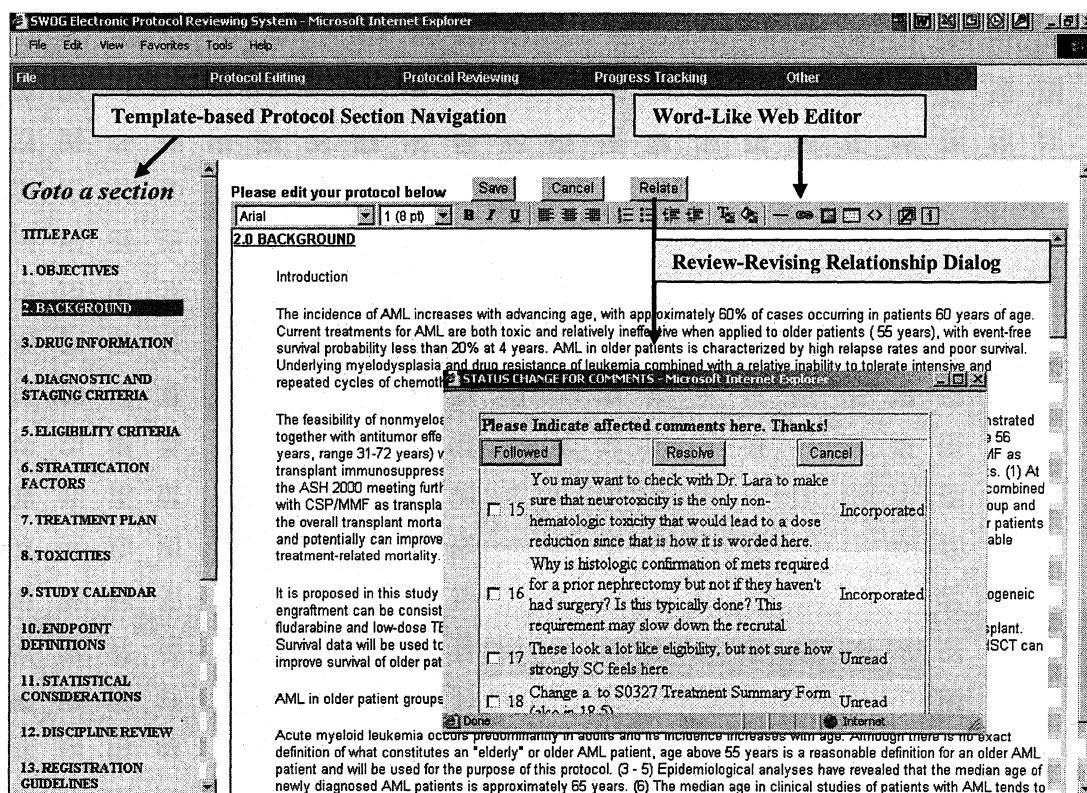 SWOG Electronic Protocol Reviewing System - Microsoft Internet Explorer
File Edit View Favorites Tools Help
File Protocol Editing Protocol Reviewing Progress Tracking Other
Template-based Protocol Section Navigation
Word-Like Web Editor
Goto a section
TITLE PAGE
1. OBJECTIVES
2. BACKGROUND
3. DRUG INFORMATION
4. DIAGNOSTIC AND
STAGING CRITERIA
5. ELIGIBILITY CRITERIA
6. STRATIFICATION
FACTORS
7. TREATMENT PLAN
8. TOXICITIES
9. STUDY CALENDAR
10. ENDPOINT
DEFINITIONS
11. STATISTICAL
CONSIDERATIONS
12. DISCIPLINE REVIEW
13. REGISTRATION
GUIDELINES
Please edit your protocol below Save Cancel Relate
Arial 1 (8 pt) B I U
2.0 BACKGROUND
Review-Revising Relationship Dialog
Introduction
The incidence of AML increases with advancing age, with approximately 60% of cases occurring in patients 60 years of age.
Current treatments for AML are both toxic and relatively ineffective when applied to older patients ( 55 years), with event-free
survival probability less than 20% at 4 years. AML in older patients is characterized by high relapse rates and poor survival.
Underlying myelodysplasia and drug resistance of leukemia combined with a relative inability to tolerate intensive and
repeated cycles of chemoth
The feasibility of nonmyeloa nstrated
together with antitumor effe 56
years, range 31-72 years) v MF as
transplant immunosuppress s. (1) At
the ASH 2000 meeting furth combined
with CSP/MMF as transpla oup and
the overall transplant morta r patients
and potentially can improve able
treatment-related mortality.
It is proposed in this study ogeneic
engraftment can be consist
fludarabine and low-dose TE splant.
Survival data will be used to HSCT can
improve survival of older pat
AML in older patient groups
STATUS CHANGE FOR COMMENTS - Microsoft Internet Explorer
Please Indicate affected comments here. Thanks!
Followed Resolve Cancel
15 You may want to check with Dr. Lara to make
sure that neurotoxicity is the only non-
hematologic toxicity that would lead to a dose
reduction since that is how it is worded here. Incorporated
16 Why is histologic confirmation of mets required
for a prior nephrectomy but not if they haven't
had surgery? Is this typically done? This
requirement may slow down the recrutal. Incorporated
17 These look a lot like eligibility, but not sure how
strongly SC feels here Unread
18 Change a. to S0327 Treatment Summary Form
(also in 18.5) Unread
Done Internet
Acute myeloid leukemia occurs predominantly in adults and its incidence increases with age. Although there is no exact
definition of what constitutes an "elderly" or older AML patient, age above 55 years is a reasonable definition for an older AML
patient and will be used for the purpose of this protocol. (3 - 5) Epidemiological analyses have revealed that the median age of
newly diagnosed AML patients is approximately 65 years. (6) The median age in clinical studies of patients with AML tends to